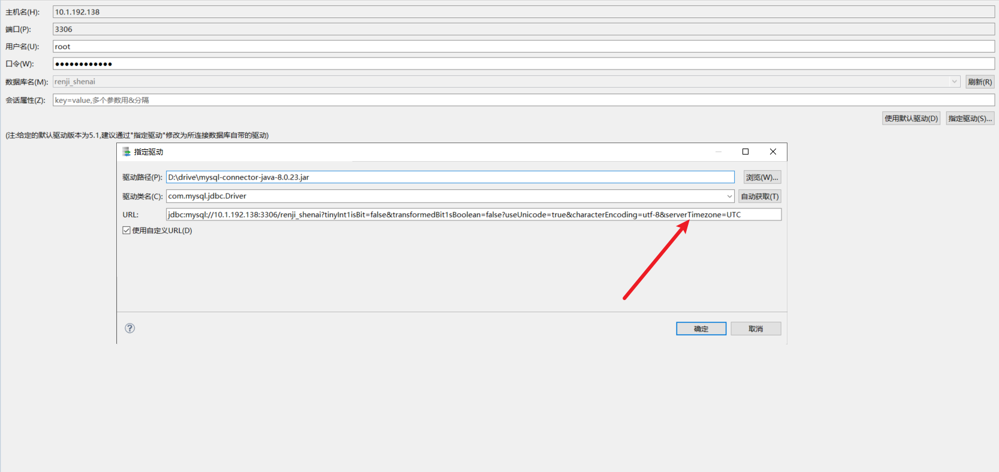 主机名(H): 10.1.192.138
端口(P): 3306
用户名(U): root
口令(W): ●●●●●●●●●●●●
数据库名(M): renji_shenai 刷新(R)
会话属性(Z): key=value,多个参数用&分隔
使用默认驱动(D) 指定驱动(S)...
(注:给定的默认驱动版本为5.1,建议通过"指定驱动"修改为所连接数据库自带的驱动)
指定驱动
驱动路径(P): D:\drive\mysql-connector-java-8.0.23.jar 浏览(W)...
驱动类名(C): com.mysql.jdbc.Driver 自动获取(T)
URL: jdbc:mysql://10.1.192.138:3306/renji_shenai?tinyInt1isBit=false&transformedBit1sBoolean=false?useUnicode=true&characterEncoding=utf-8&serverTimezone=UTC
使用自定义URL(D)
确定 取消